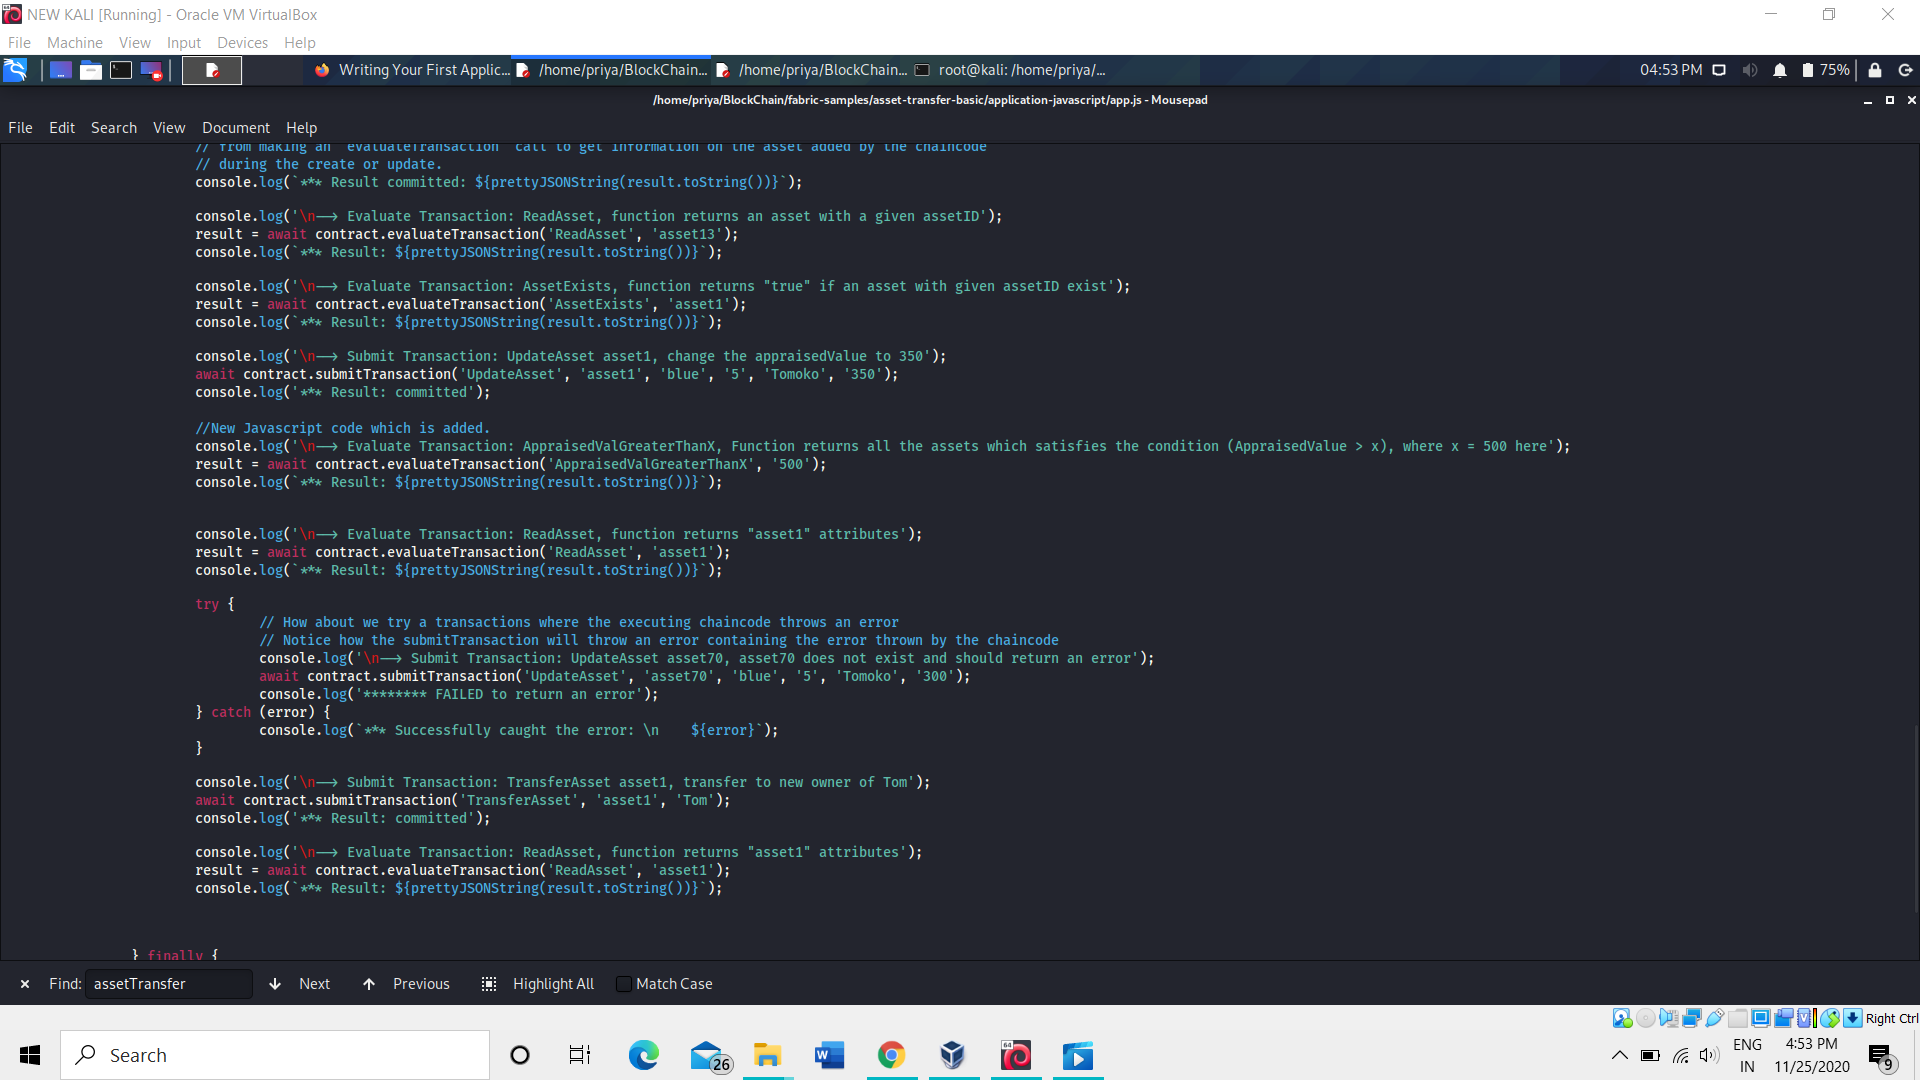 NEW KALI [Running] - Oracle VM VirtualBox
File Machine View Input Devices Help
Writing Your First Applic... /home/priya/BlockChain... /home/priya/BlockChain... root@kali: /home/priya/... 04:53 PM 75%
/home/priya/BlockChain/fabric-samples/asset-transfer-basic/application-javascript/app.js - Mousepad
File Edit Search View Document Help
// from making an `evaluateTransaction` call to get information on the asset added by the chaincode
// during the create or update.
console.log(`*** Result committed: ${prettyJSONString(result.toString())}`);
console.log('\n--> Evaluate Transaction: ReadAsset, function returns an asset with a given assetID');
result = await contract.evaluateTransaction('ReadAsset', 'asset13');
console.log(`*** Result: ${prettyJSONString(result.toString())}`);
console.log('\n--> Evaluate Transaction: AssetExists, function returns "true" if an asset with given assetID exist');
result = await contract.evaluateTransaction('AssetExists', 'asset1');
console.log(`*** Result: ${prettyJSONString(result.toString())}`);
console.log('\n--> Submit Transaction: UpdateAsset asset1, change the appraisedValue to 350');
await contract.submitTransaction('UpdateAsset', 'asset1', 'blue', '5', 'Tomoko', '350');
console.log('*** Result: committed');
//New Javascript code which is added.
console.log('\n--> Evaluate Transaction: AppraisedValGreaterThanX, Function returns all the assets which satisfies the condition (AppraisedValue > x), where x = 500 here');
result = await contract.evaluateTransaction('AppraisedValGreaterThanX', '500');
console.log(`*** Result: ${prettyJSONString(result.toString())}`);
console.log('\n--> Evaluate Transaction: ReadAsset, function returns "asset1" attributes');
result = await contract.evaluateTransaction('ReadAsset', 'asset1');
console.log(`*** Result: ${prettyJSONString(result.toString())}`);
try {
// How about we try a transactions where the executing chaincode throws an error
// Notice how the submitTransaction will throw an error containing the error thrown by the chaincode
console.log('\n--> Submit Transaction: UpdateAsset asset70, asset70 does not exist and should return an error');
await contract.submitTransaction('UpdateAsset', 'asset70', 'blue', '5', 'Tomoko', '300');
console.log('******** FAILED to return an error');
} catch (error) {
console.log(`*** Successfully caught the error: \n    ${error}`);
}
console.log('\n--> Submit Transaction: TransferAsset asset1, transfer to new owner of Tom');
await contract.submitTransaction('TransferAsset', 'asset1', 'Tom');
console.log('*** Result: committed');
console.log('\n--> Evaluate Transaction: ReadAsset, function returns "asset1" attributes');
result = await contract.evaluateTransaction('ReadAsset', 'asset1');
console.log(`*** Result: ${prettyJSONString(result.toString())}`);
} finally {
Find: assetTransfer Next Previous Highlight All Match Case
Right Ctrl
Search 26 ENG IN 4:53 PM 11/25/2020 9